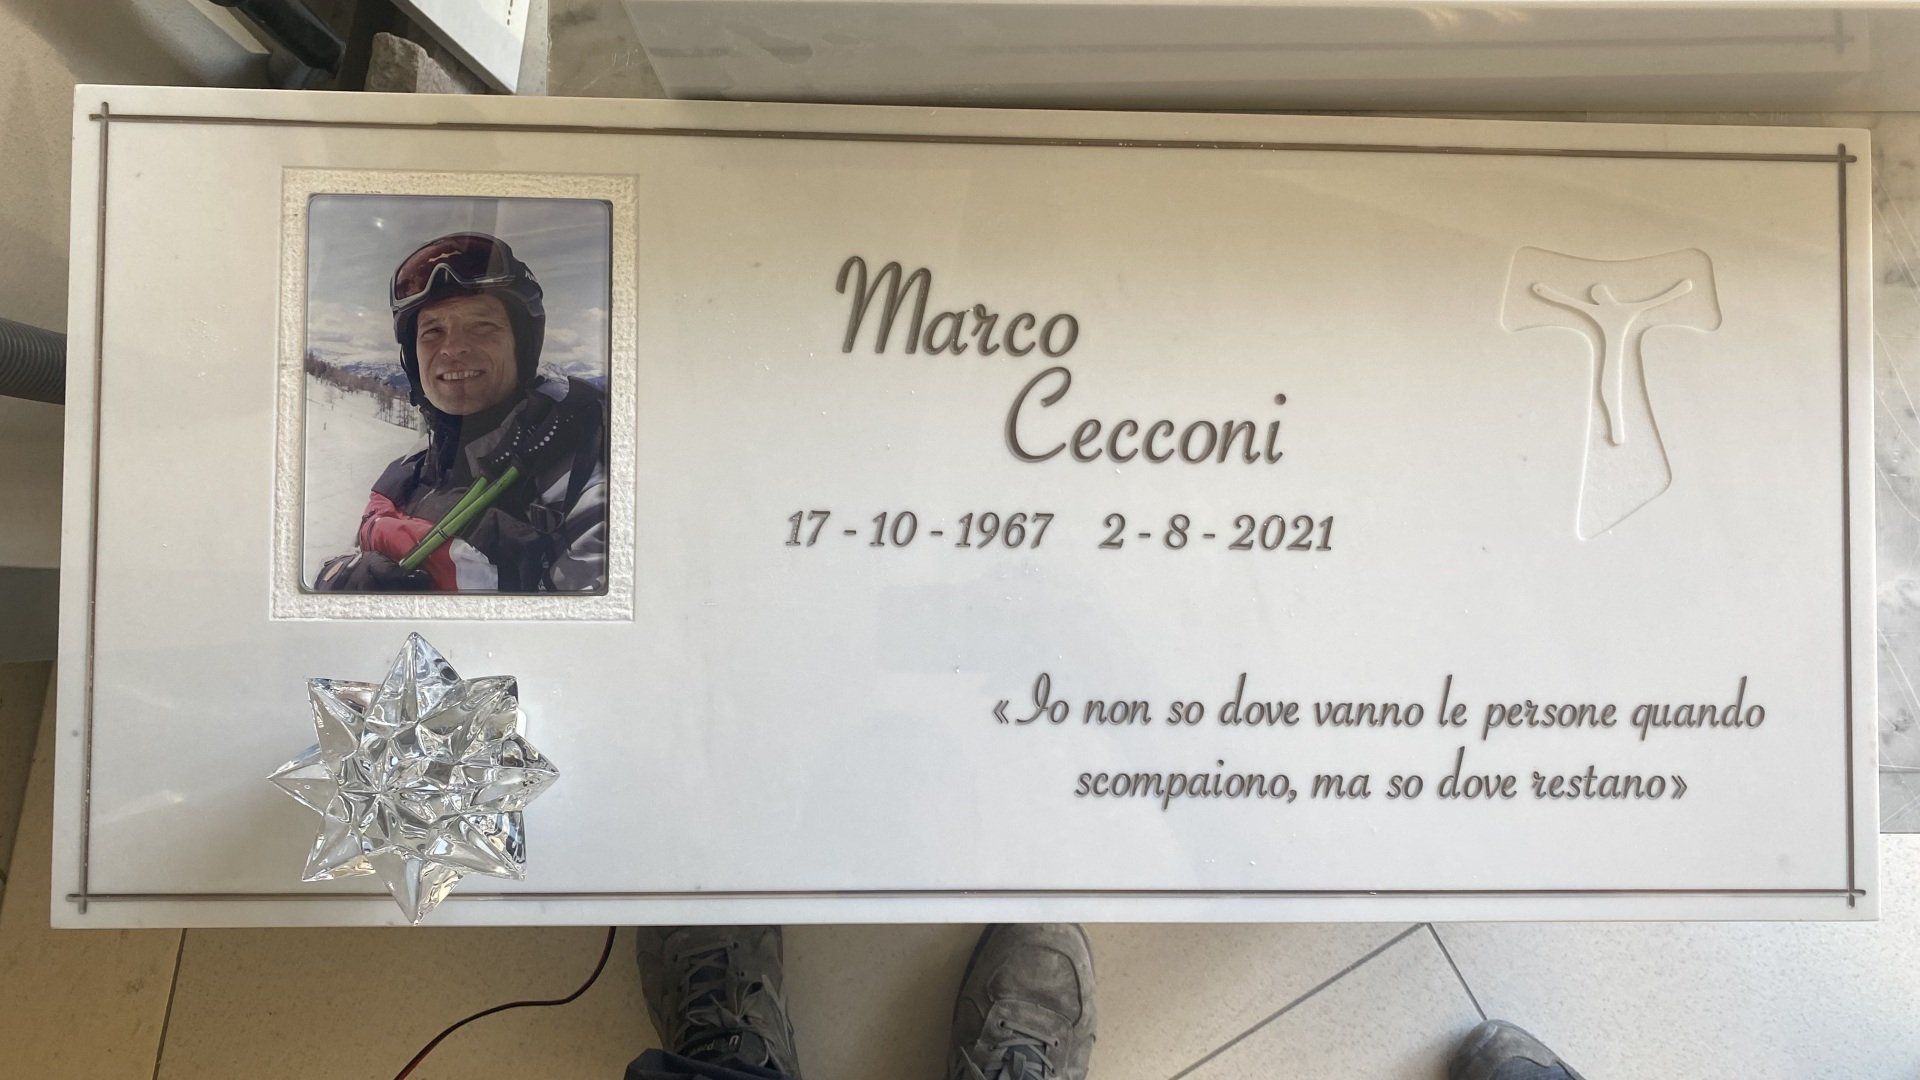 Marco
Cecconi
17 - 10 - 1967 2 - 8 - 2021
«Io non so dove vanno le persone quando
scompaiono, ma so dove restano»